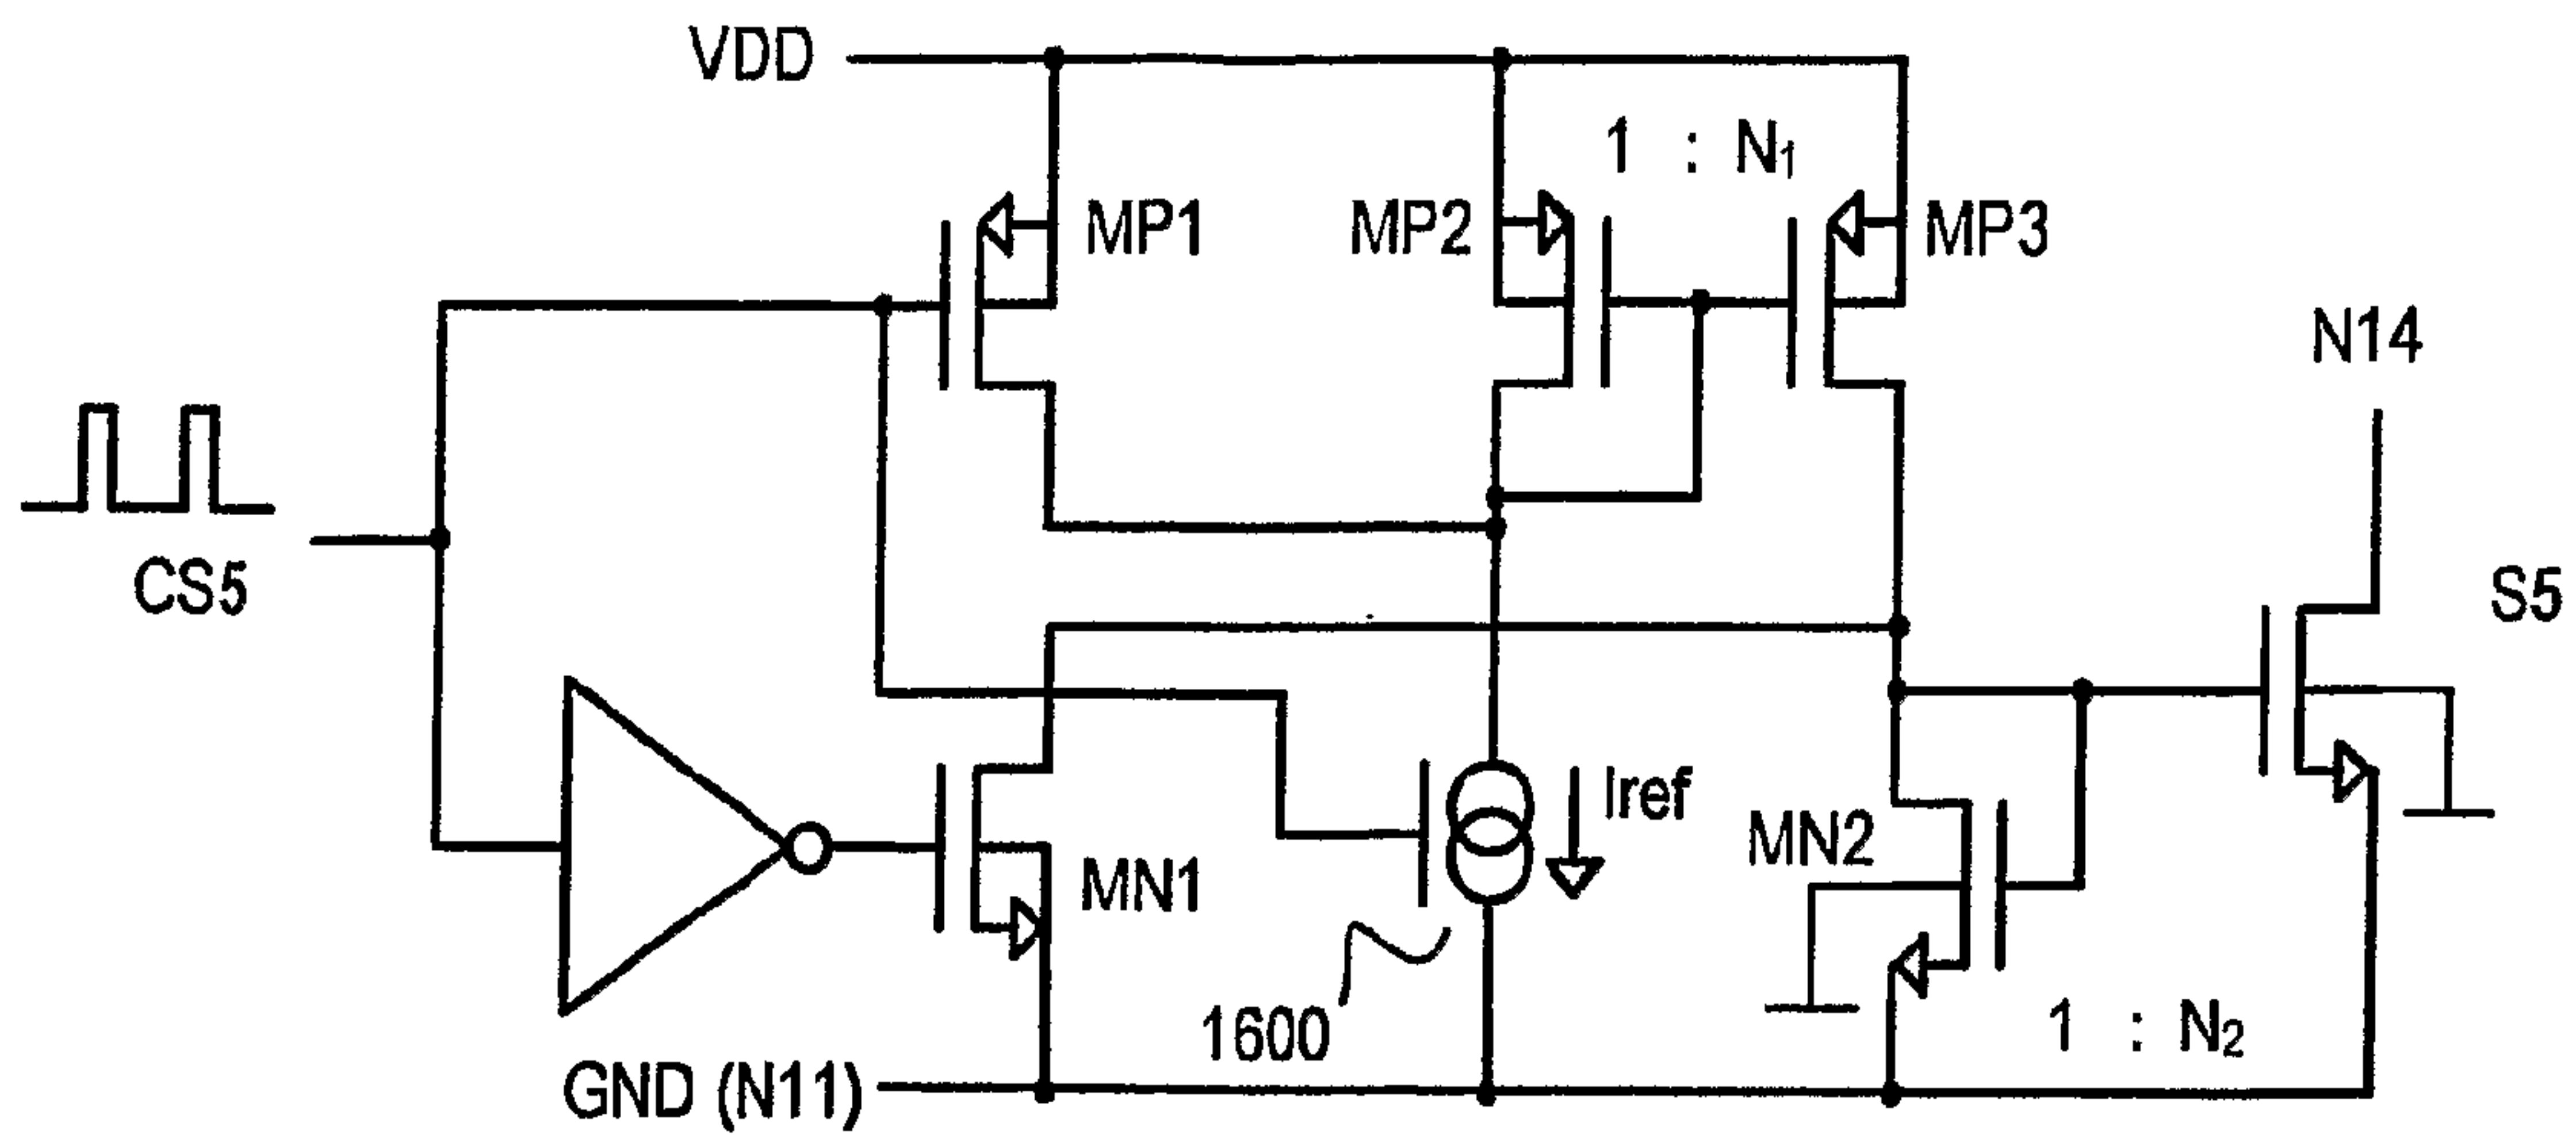 VDD
1 : N₁
MP1
MP2
MP3
N14
CS5
S5
Iref
MN2
MN1
1600
1 : N₂
GND (N11)